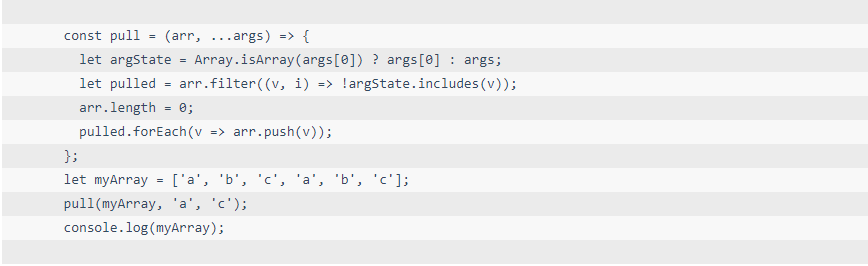 const pull = (arr, ...args) => {
  let argState = Array.isArray(args[0]) ? args[0] : args;
  let pulled = arr.filter((v, i) => !argState.includes(v));
  arr.length = 0;
  pulled.forEach(v => arr.push(v));
};
let myArray = ['a', 'b', 'c', 'a', 'b', 'c'];
pull(myArray, 'a', 'c');
console.log(myArray);